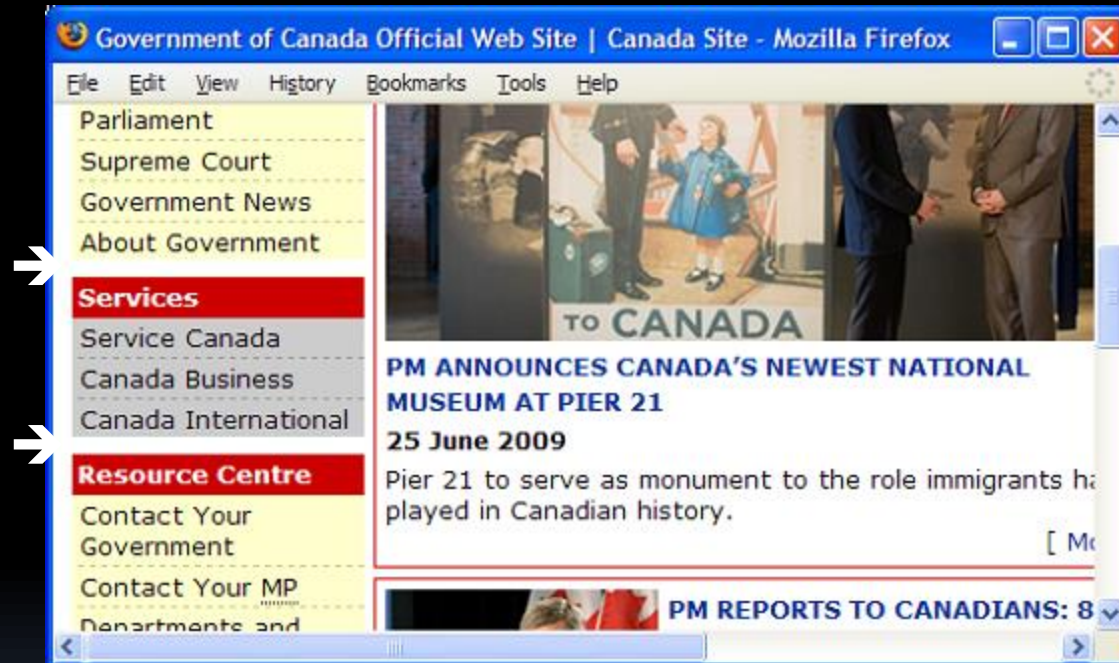 Government of Canada Official Web Site | Canada Site - Mozilla Firefox
File Edit View History Bookmarks Tools Help
Parliament
Supreme Court
Government News
About Government
Services
Service Canada
Canada Business
Canada International
Resource Centre
Contact Your
Government
Contact Your MP
Departments and
TO CANADA
PM ANNOUNCES CANADA’S NEWEST NATIONAL
MUSEUM AT PIER 21
25 June 2009
Pier 21 to serve as monument to the role immigrants ha
played in Canadian history.
[ Mo
PM REPORTS TO CANADIANS: 8